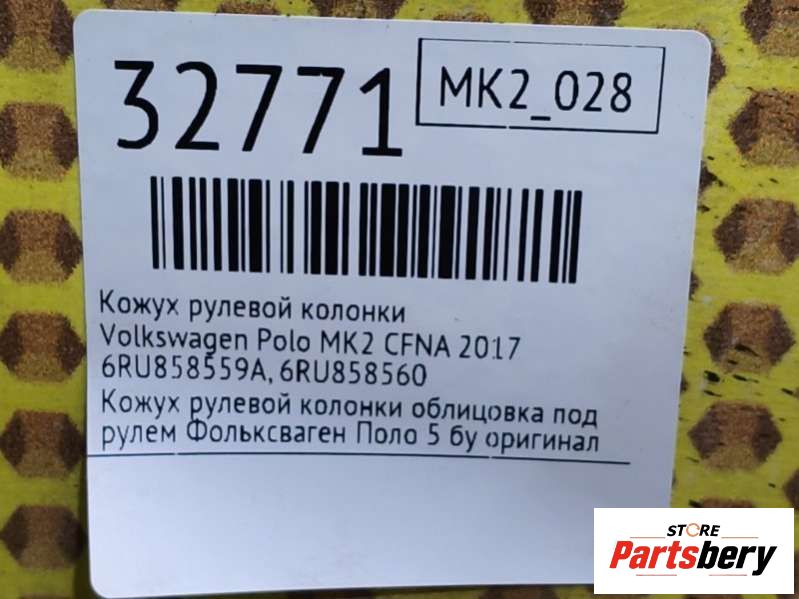 32771
MK2_028
Кожух рулевой колонки
Volkswagen Polo MK2 CFNA 2017
6RU858559A, 6RU858560
Кожух рулевой колонки облицовка под
рулем Фольксваген Поло 5 бу оригинал
STORE
Partsbery